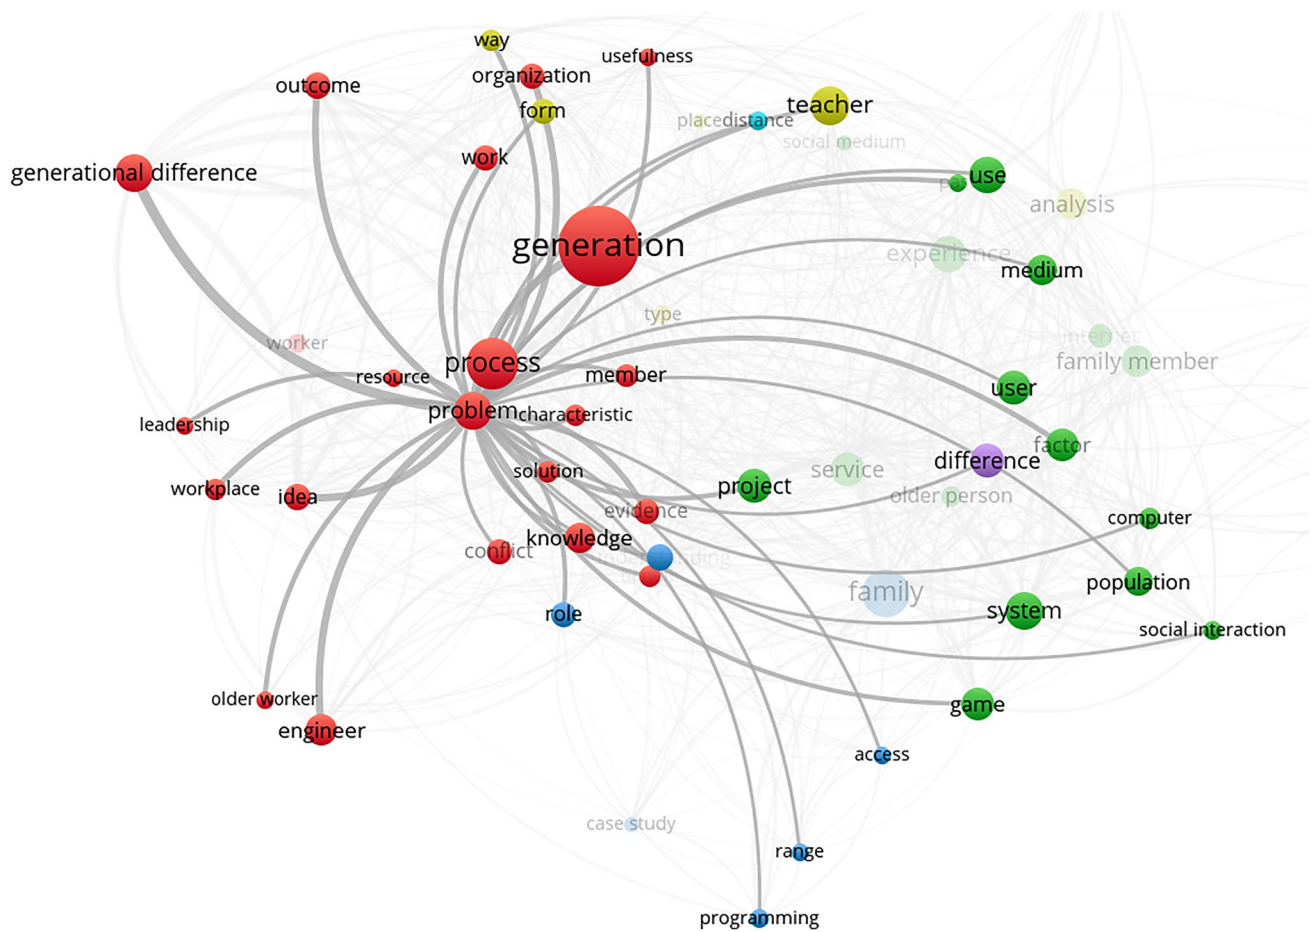 way
usefulness
organization
outcome
form
teacher
place
distance
social medium
work
generational difference
use
analysis
generation
experience
medium
type
internet
worker
family member
process
resource
member
user
problem
characteristic
leadership
factor
difference
solution
service
project
workplace
idea
older person
evidence
computer
knowledge
conflict
population
family
role
system
social interaction
older worker
game
engineer
access
case study
range
programming